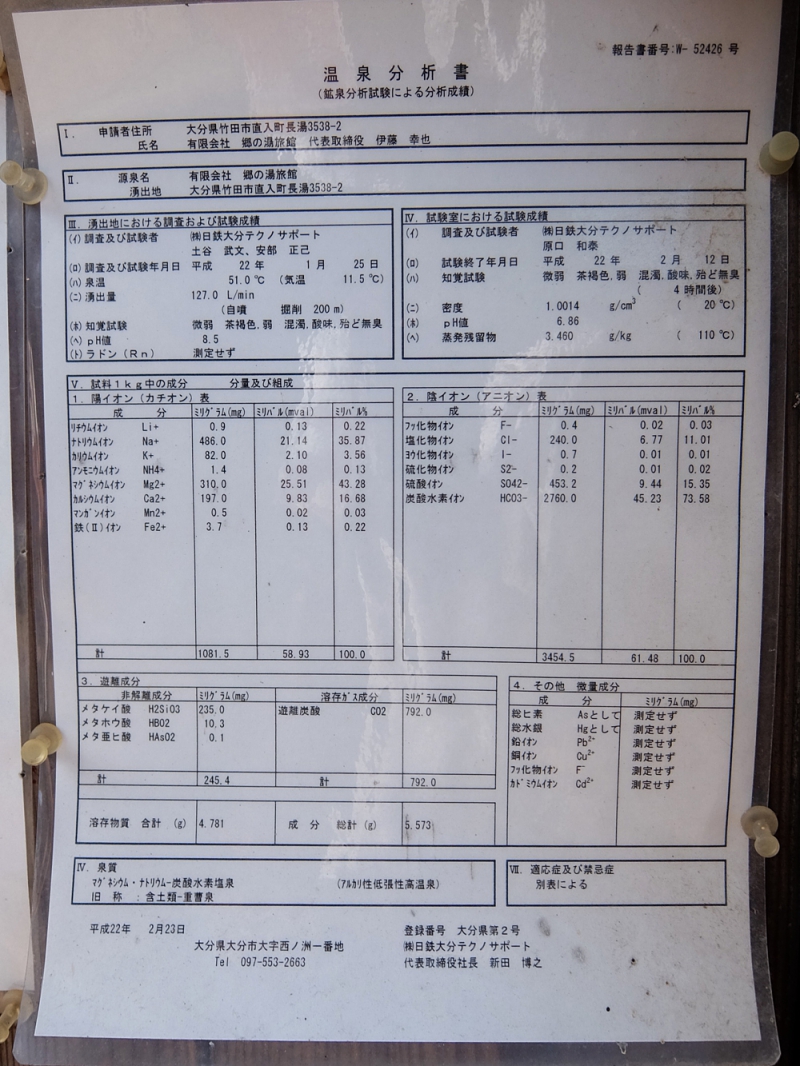 報告書番号:W- 52426 号
温泉分析書
(鉱泉分析試験による分析成績)
Ⅰ. 申請者住所 大分県竹田市直入町長湯3538-2
氏名 有限会社 郷の湯旅館 代表取締役 伊藤 幸也
Ⅱ. 源泉名 有限会社 郷の湯旅館
湧出地 大分県竹田市直入町長湯3538-2
Ⅲ. 湧出地における調査および試験成績
(ｲ) 調査及び試験者 ㈱日鉄大分テクノサポート
土谷 武文、安部 正己
(ﾛ) 調査及び試験年月日 平成 22年 1月 25日
(ﾊ) 泉温 51.0 ℃ (気温 11.5 ℃)
(ﾆ) 湧出量 127.0 L/min
(自噴 掘削 200 m)
(ﾎ) 知覚試験 微弱 茶褐色,弱 混濁,酸味,殆ど無臭
(ﾍ) pH値 8.5
(ﾄ) ラドン(Rn) 測定せず
Ⅳ. 試験室における試験成績
(ｲ) 調査及び試験者 ㈱日鉄大分テクノサポート
原口 和泰
(ﾛ) 試験終了年月日 平成 22年 2月 12日
(ﾊ) 知覚試験 微弱 茶褐色,弱 混濁,酸味,殆ど無臭
( 4 時間後)
(ﾆ) 密度 1.0014 g/cm3 ( 20 ℃)
(ﾎ) pH値 6.86
(ﾍ) 蒸発残留物 3.460 g/kg ( 110 ℃)
Ⅴ. 試料1kg中の成分 分量及び組成
1. 陽イオン(カチオン)表
成 分 ﾐﾘｸﾞﾗﾑ(mg) ﾐﾘﾊﾞﾙ(mval) ﾐﾘﾊﾞﾙ%
ﾘﾁｳﾑｲｵﾝ Li+ 0.9 0.13 0.22
ﾅﾄﾘｳﾑｲｵﾝ Na+ 486.0 21.14 35.87
ｶﾘｳﾑｲｵﾝ K+ 82.0 2.10 3.56
ｱﾝﾓﾆｳﾑｲｵﾝ NH4+ 1.4 0.08 0.13
ﾏｸﾞﾈｼｳﾑｲｵﾝ Mg2+ 310.0 25.51 43.28
ｶﾙｼｳﾑｲｵﾝ Ca2+ 197.0 9.83 16.68
ﾏﾝｶﾞﾝｲｵﾝ Mn2+ 0.5 0.02 0.03
鉄(Ⅱ)ｲｵﾝ Fe2+ 3.7 0.13 0.22
計 1081.5 58.93 100.0
2. 陰イオン(アニオン)表
成 分 ﾐﾘｸﾞﾗﾑ(mg) ﾐﾘﾊﾞﾙ(mval) ﾐﾘﾊﾞﾙ%
ﾌｯ化物ｲｵﾝ F- 0.4 0.02 0.03
塩化物ｲｵﾝ Cl- 240.0 6.77 11.01
ﾖｳ化物ｲｵﾝ I- 0.7 0.01 0.01
硫化物ｲｵﾝ S2- 0.2 0.01 0.02
硫酸ｲｵﾝ SO42- 453.2 9.44 15.35
炭酸水素ｲｵﾝ HCO3- 2760.0 45.23 73.58
計 3454.5 61.48 100.0
3. 遊離成分
非解離成分 ﾐﾘｸﾞﾗﾑ(mg) 溶存ｶﾞｽ成分 ﾐﾘｸﾞﾗﾑ(mg)
メタケイ酸 H2SiO3 235.0 遊離炭酸 CO2 792.0
メタホウ酸 HBO2 10.3
メタ亜ヒ酸 HAsO2 0.1
計 245.4 計 792.0
溶存物質 合計 (g) 4.781 成 分 総計(g) 5.573
4. その他 微量成分
成 分 ﾐﾘｸﾞﾗﾑ(mg)
総ヒ素 Asとして 測定せず
総水銀 Hgとして 測定せず
鉛ｲｵﾝ Pb2- 測定せず
銅ｲｵﾝ Cu2+ 測定せず
ﾌｯ化物ｲｵﾝ F- 測定せず
ｶﾄﾞﾐｳﾑｲｵﾝ Cd2+ 測定せず
Ⅳ. 泉質
ﾏｸﾞﾈｼｳﾑ・ﾅﾄﾘｳﾑ-炭酸水素塩泉 (ｱﾙｶﾘ性低張性高温泉)
旧 称 : 含土類-重曹泉
Ⅶ. 適応症及び禁忌症
別表による
平成22年 2月23日
大分県大分市大字西ノ洲一番地
Tel 097-553-2663
登録番号 大分県第2号
㈱日鉄大分テクノサポート
代表取締役社長 新田 博之